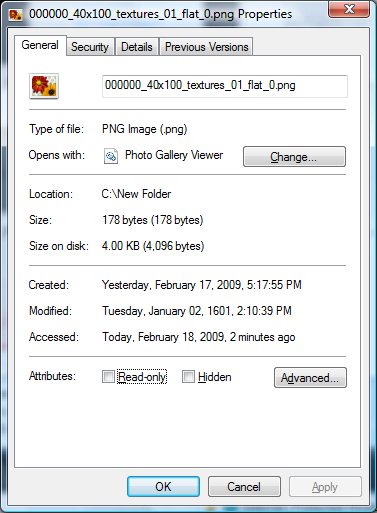 000000_40x100_textures_01_flat_0.png Properties
General Security Details Previous Versions
000000_40x100_textures_01_flat_0.png
Type of file: PNG Image (.png)
Opens with: Photo Gallery Viewer Change...
Location: C:\New Folder
Size: 178 bytes (178 bytes)
Size on disk: 4.00 KB (4,096 bytes)
Created: Yesterday, February 17, 2009, 5:17:55 PM
Modified: Tuesday, January 02, 1601, 2:10:39 PM
Accessed: Today, February 18, 2009, 2 minutes ago
Attributes: Read-only Hidden Advanced...
OK Cancel Apply